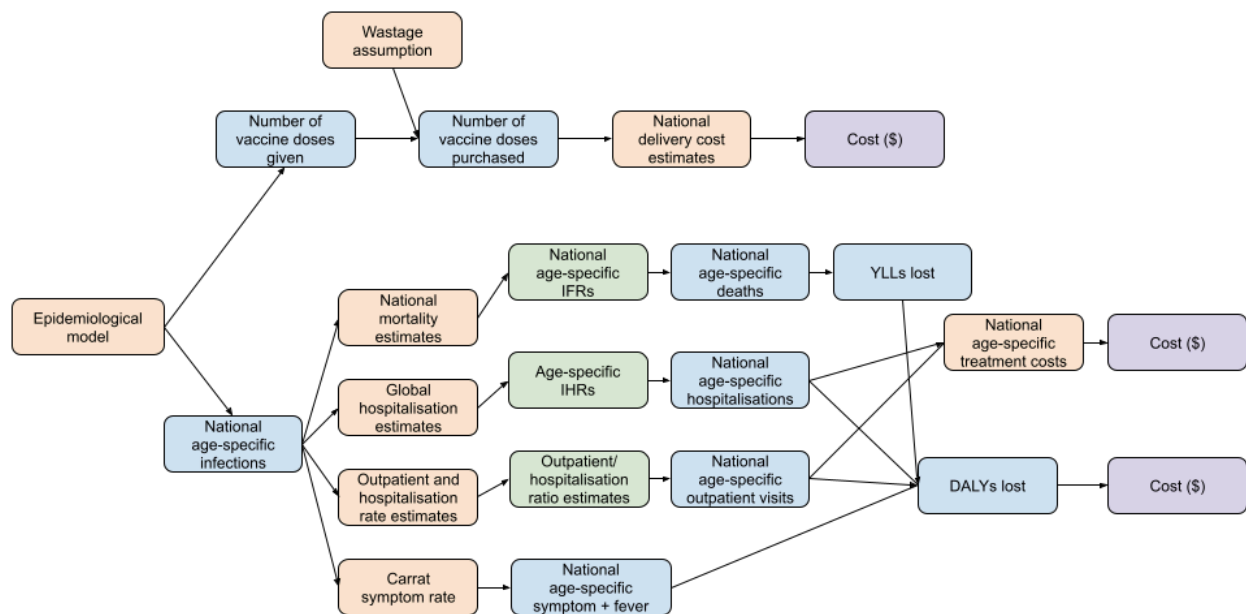 Wastage
assumption
Number of
vaccine doses
given
Number of
vaccine doses
purchased
National
delivery cost
estimates
Cost ($)
Epidemiological
model
National
age-specific
infections
National
mortality
estimates
National
age-specific
IFRs
National
age-specific
deaths
YLLs lost
Global
hospitalisation
estimates
Age-specific
IHRs
National
age-specific
hospitalisations
National
age-specific
treatment costs
Cost ($)
Outpatient and
hospitalisation
rate estimates
Outpatient/
hospitalisation
ratio estimates
National
age-specific
outpatient visits
DALYs lost
Cost ($)
Carrat
symptom rate
National
age-specific
symptom + fever